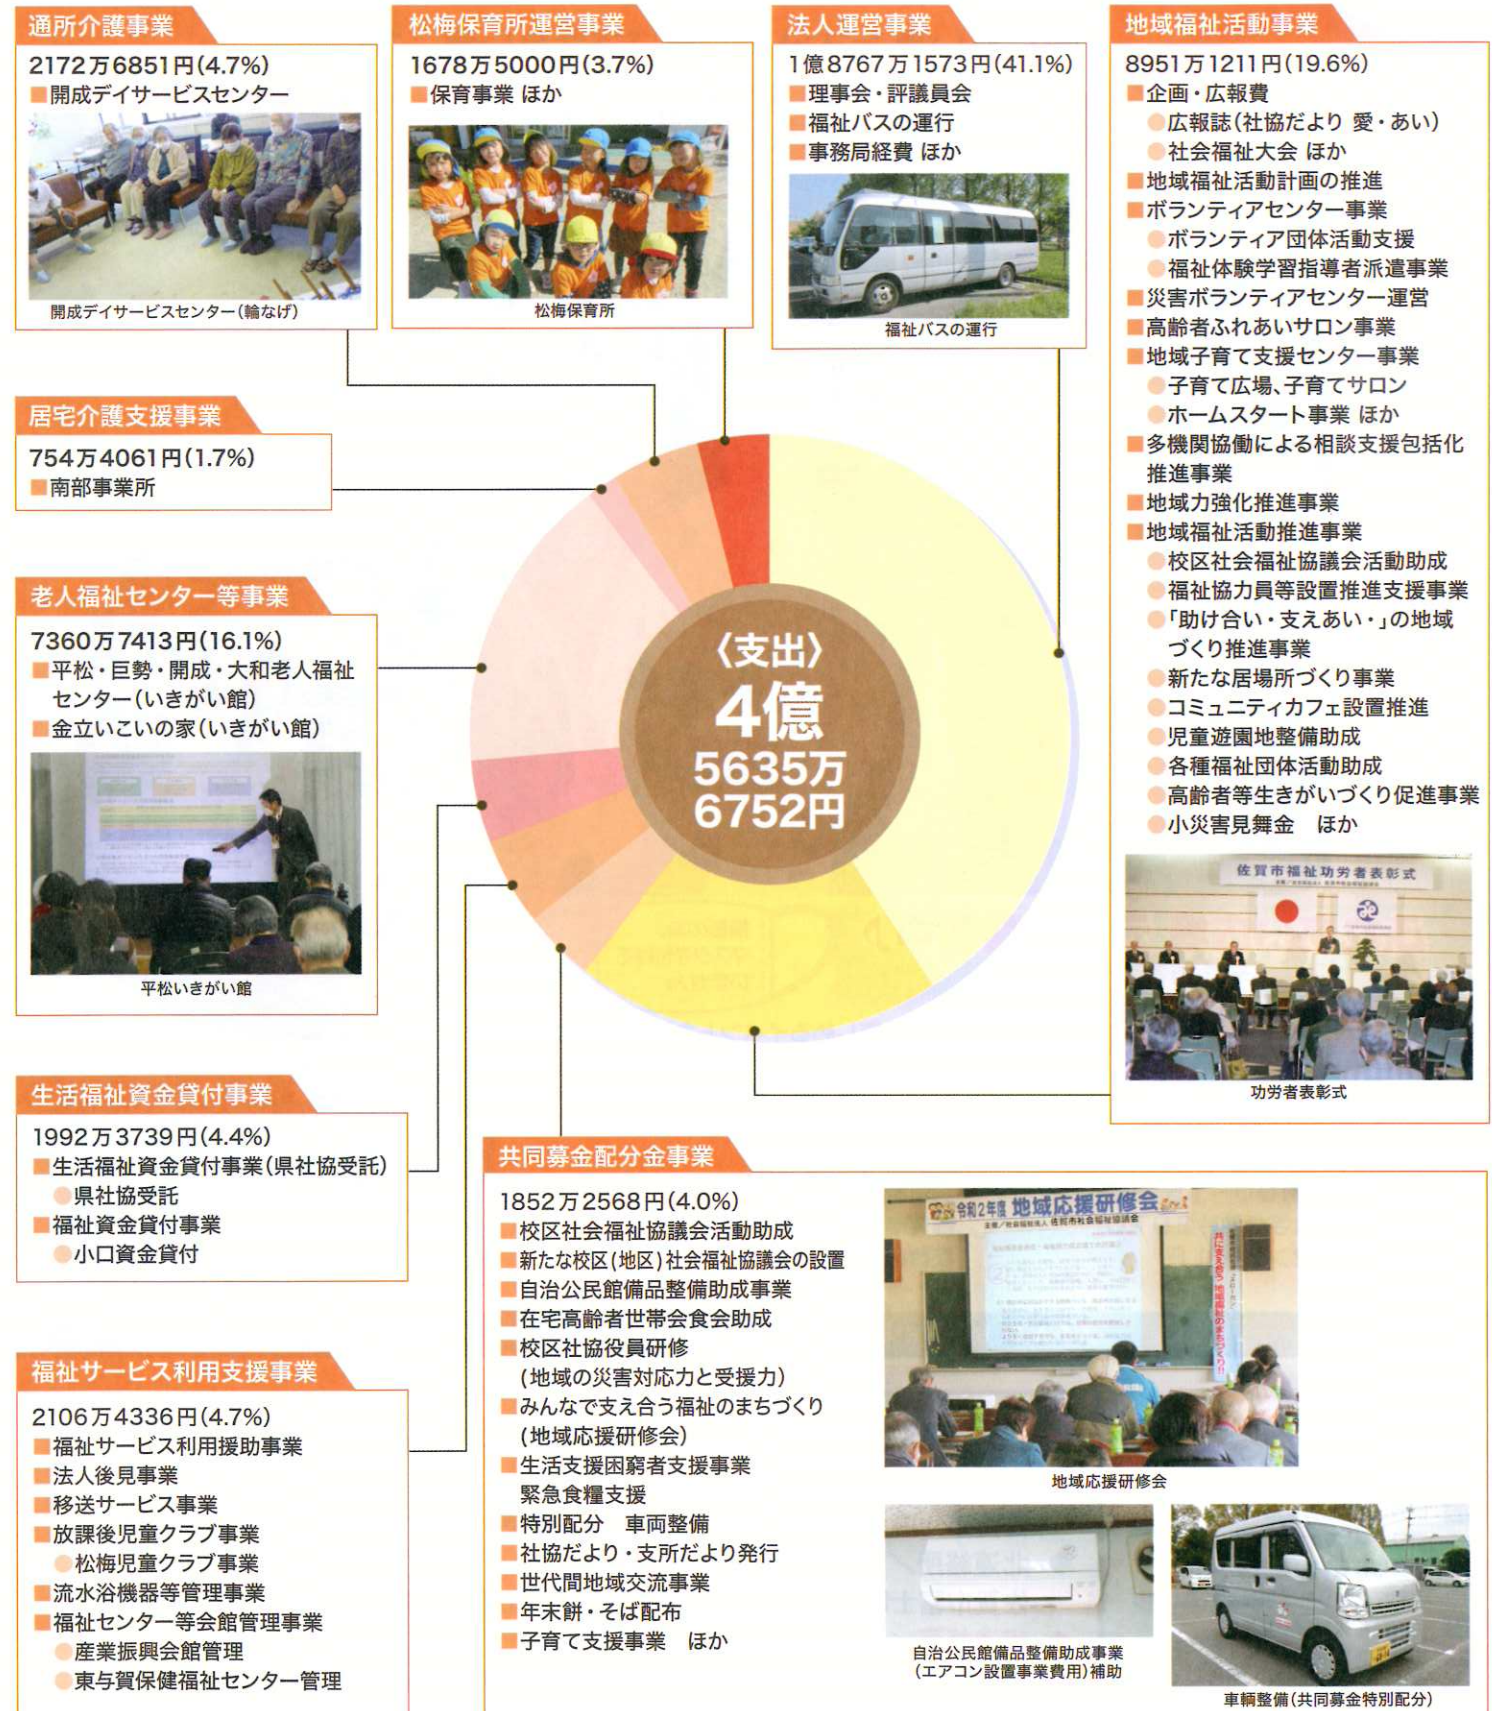 通所介護事業
2172万6851円(4.7%)
■開成デイサービスセンター
開成デイサービスセンター(輪なげ)
松梅保育所運営事業
1678万5000円(3.7%)
■保育事業 ほか
松梅保育所
法人運営事業
1億8767万1573円(41.1%)
■理事会・評議員会
■福祉バスの運行
■事務局経費 ほか
福祉バスの運行
地域福祉活動事業
8951万1211円(19.6%)
■企画・広報費
●広報誌(社協だより 愛・あい)
●社会福祉大会 ほか
■地域福祉活動計画の推進
■ボランティアセンター事業
●ボランティア団体活動支援
●福祉体験学習指導者派遣事業
■災害ボランティアセンター運営
■高齢者ふれあいサロン事業
■地域子育て支援センター事業
●子育て広場、子育てサロン
●ホームスタート事業 ほか
■多機関協働による相談支援包括化
推進事業
■地域力強化推進事業
■地域福祉活動推進事業
●校区社会福祉協議会活動助成
●福祉協力員等設置推進支援事業
●「助け合い・支えあい・」の地域
づくり推進事業
●新たな居場所づくり事業
●コミュニティカフェ設置推進
●児童遊園地整備助成
●各種福祉団体活動助成
●高齢者等生きがいづくり促進事業
●小災害見舞金 ほか
佐賀市福祉功労者表彰式
功労者表彰式
居宅介護支援事業
754万4061円(1.7%)
■南部事業所
老人福祉センター等事業
7360万7413円(16.1%)
■平松・巨勢・開成・大和老人福祉
センター(いきがい館)
■金立いこいの家(いきがい館)
平松いきがい館
〈支出〉
4億
5635万
6752円
生活福祉資金貸付事業
1992万3739円(4.4%)
■生活福祉資金貸付事業(県社協受託)
●県社協受託
■福祉資金貸付事業
●小口資金貸付
福祉サービス利用支援事業
2106万4336円(4.7%)
■福祉サービス利用援助事業
■法人後見事業
■移送サービス事業
■放課後児童クラブ事業
●松梅児童クラブ事業
■流水浴機器等管理事業
■福祉センター等会館管理事業
●産業振興会館管理
●東与賀保健福祉センター管理
共同募金配分金事業
1852万2568円(4.0%)
■校区社会福祉協議会活動助成
■新たな校区(地区)社会福祉協議会の設置
■自治公民館備品整備助成事業
■在宅高齢者世帯会食会助成
■校区社協役員研修
(地域の災害対応力と受援力)
■みんなで支え合う福祉のまちづくり
(地域応援研修会)
■生活支援困窮者支援事業
緊急食糧支援
■特別配分 車両整備
■社協だより・支所だより発行
■世代間地域交流事業
■年末餅・そば配布
■子育て支援事業 ほか
令和2年度 地域応援研修会
主催/社会福祉法人 佐賀市社会福祉協議会
共に支え合う 地域福祉のまちづくり!!
地域応援研修会
自治公民館備品整備助成事業
(エアコン設置事業費用)補助
車輌整備(共同募金特別配分)